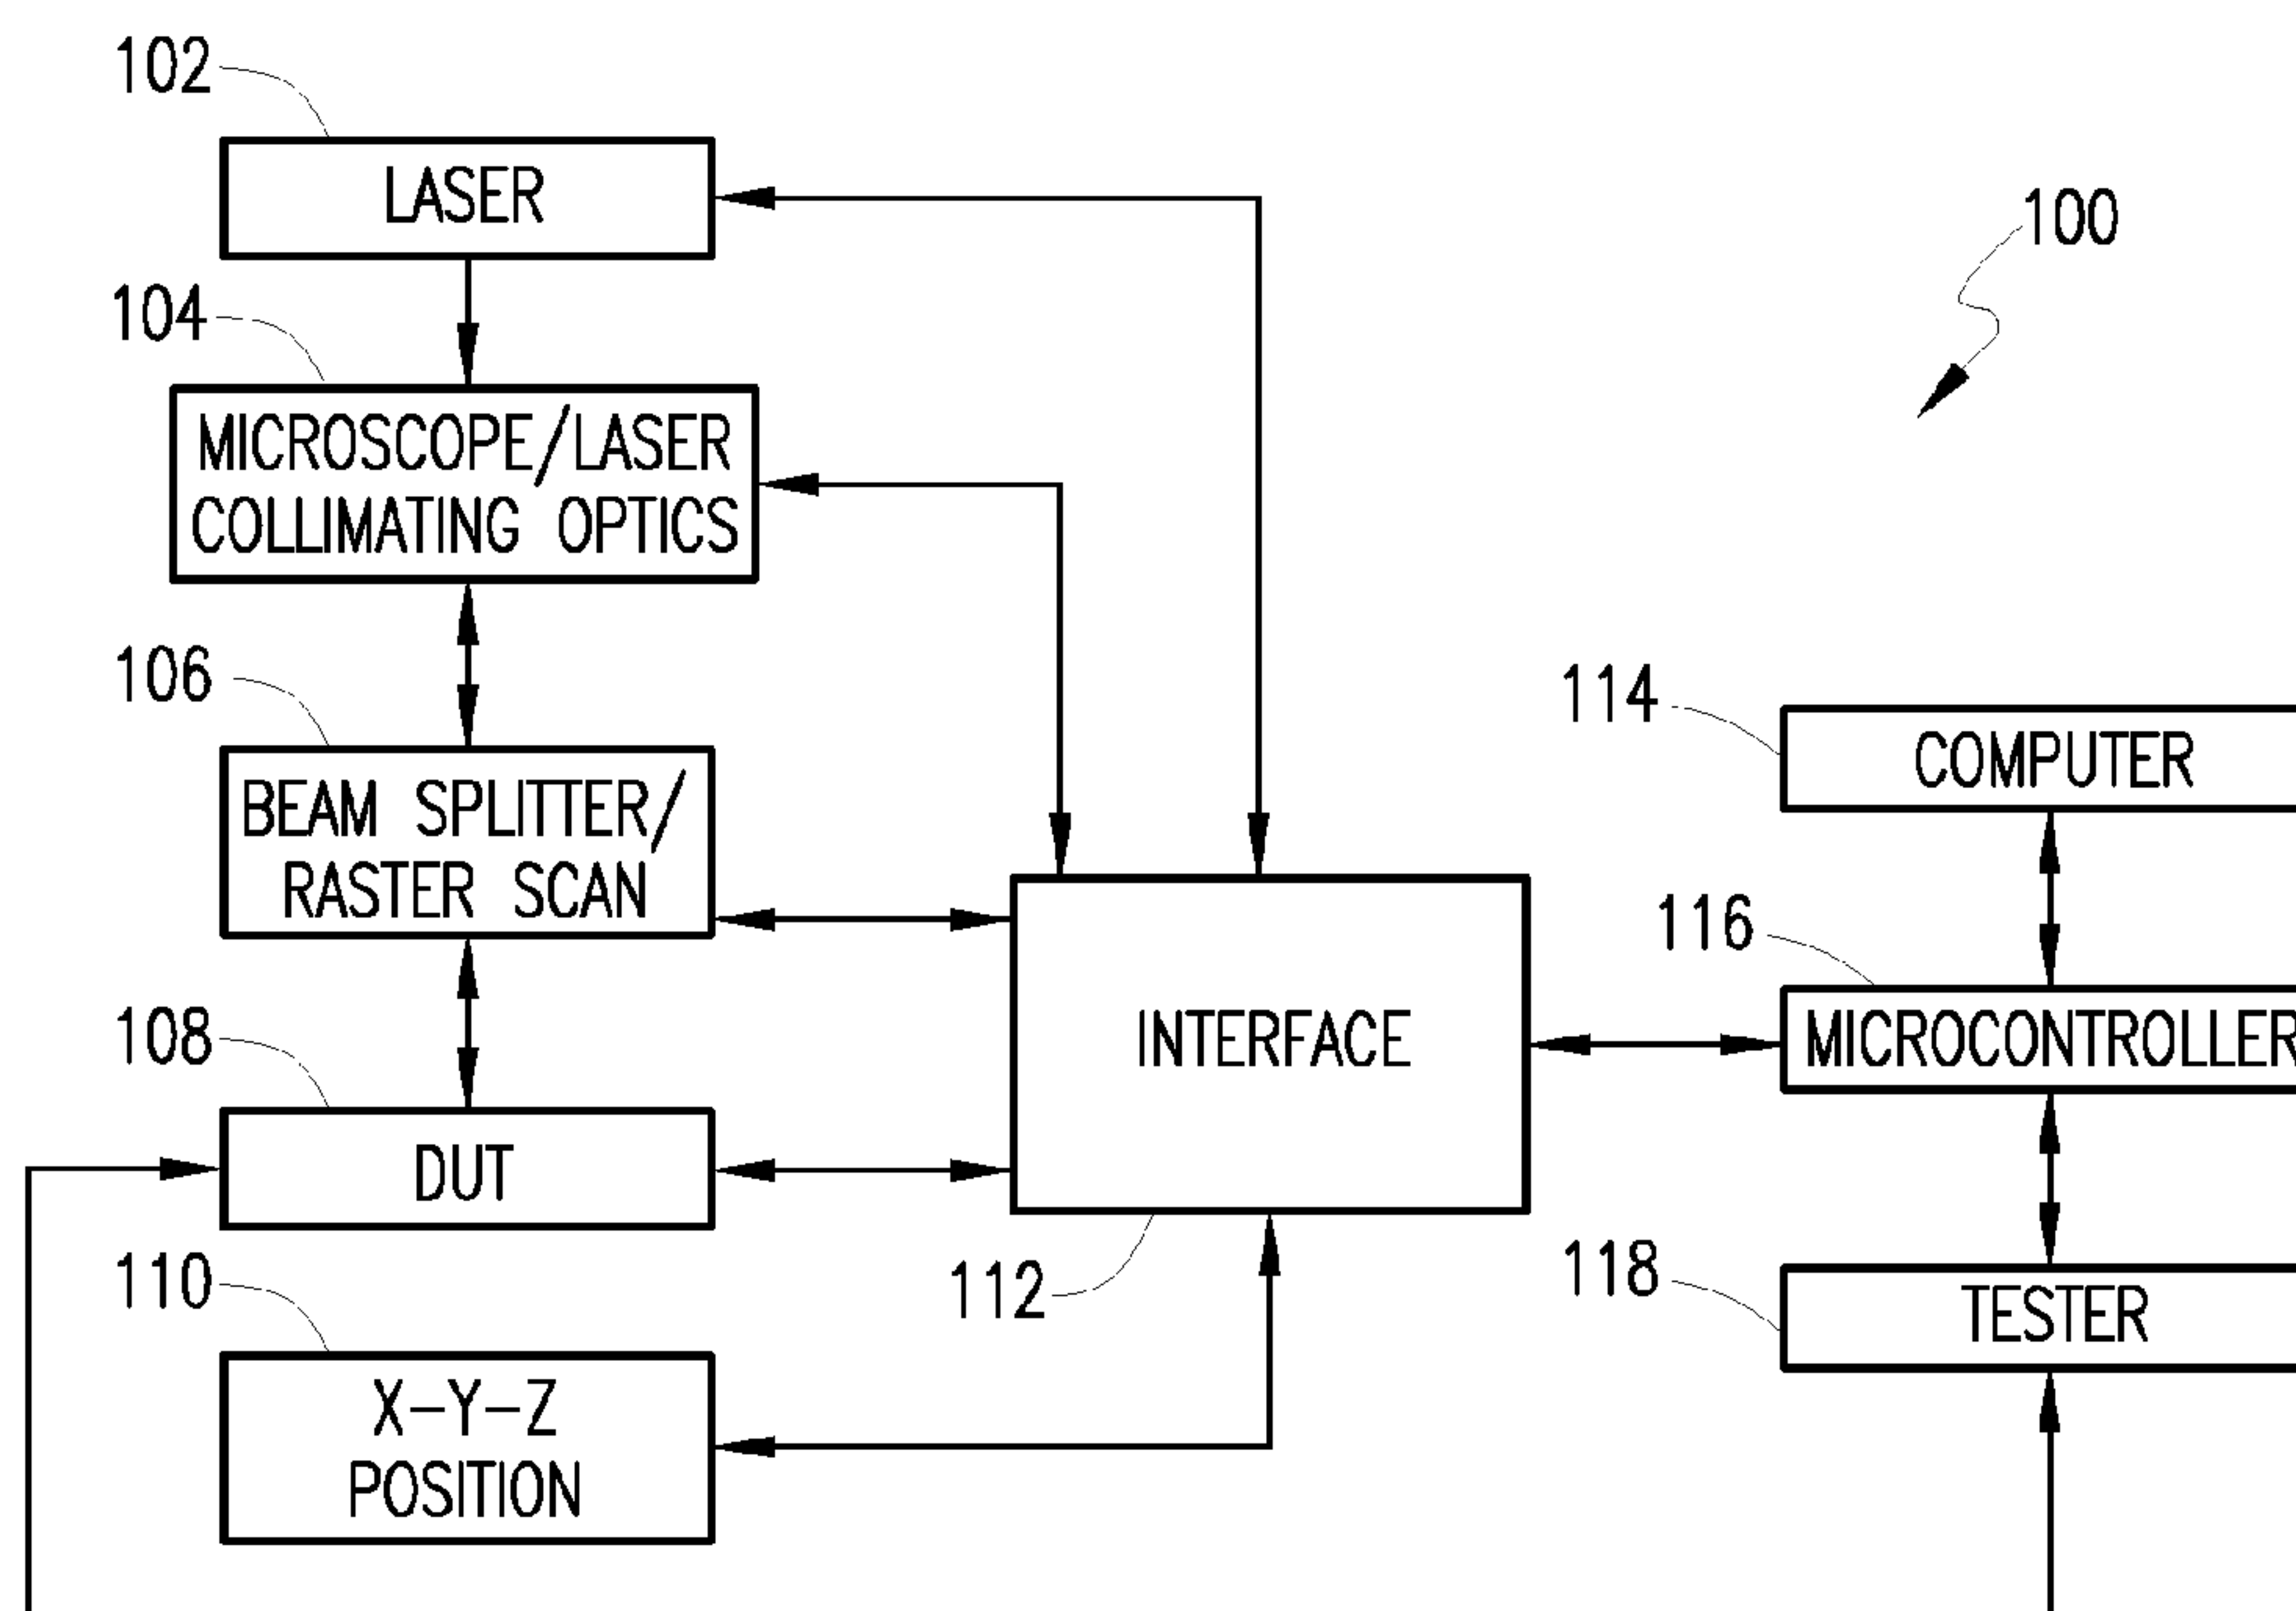 102
LASER
100
104
MICROSCOPE/LASER
COLLIMATING OPTICS
106
BEAM SPLITTER/
RASTER SCAN
114
COMPUTER
116
MICROCONTROLLER
INTERFACE
108
DUT
112
118
TESTER
110
X-Y-Z
POSITION